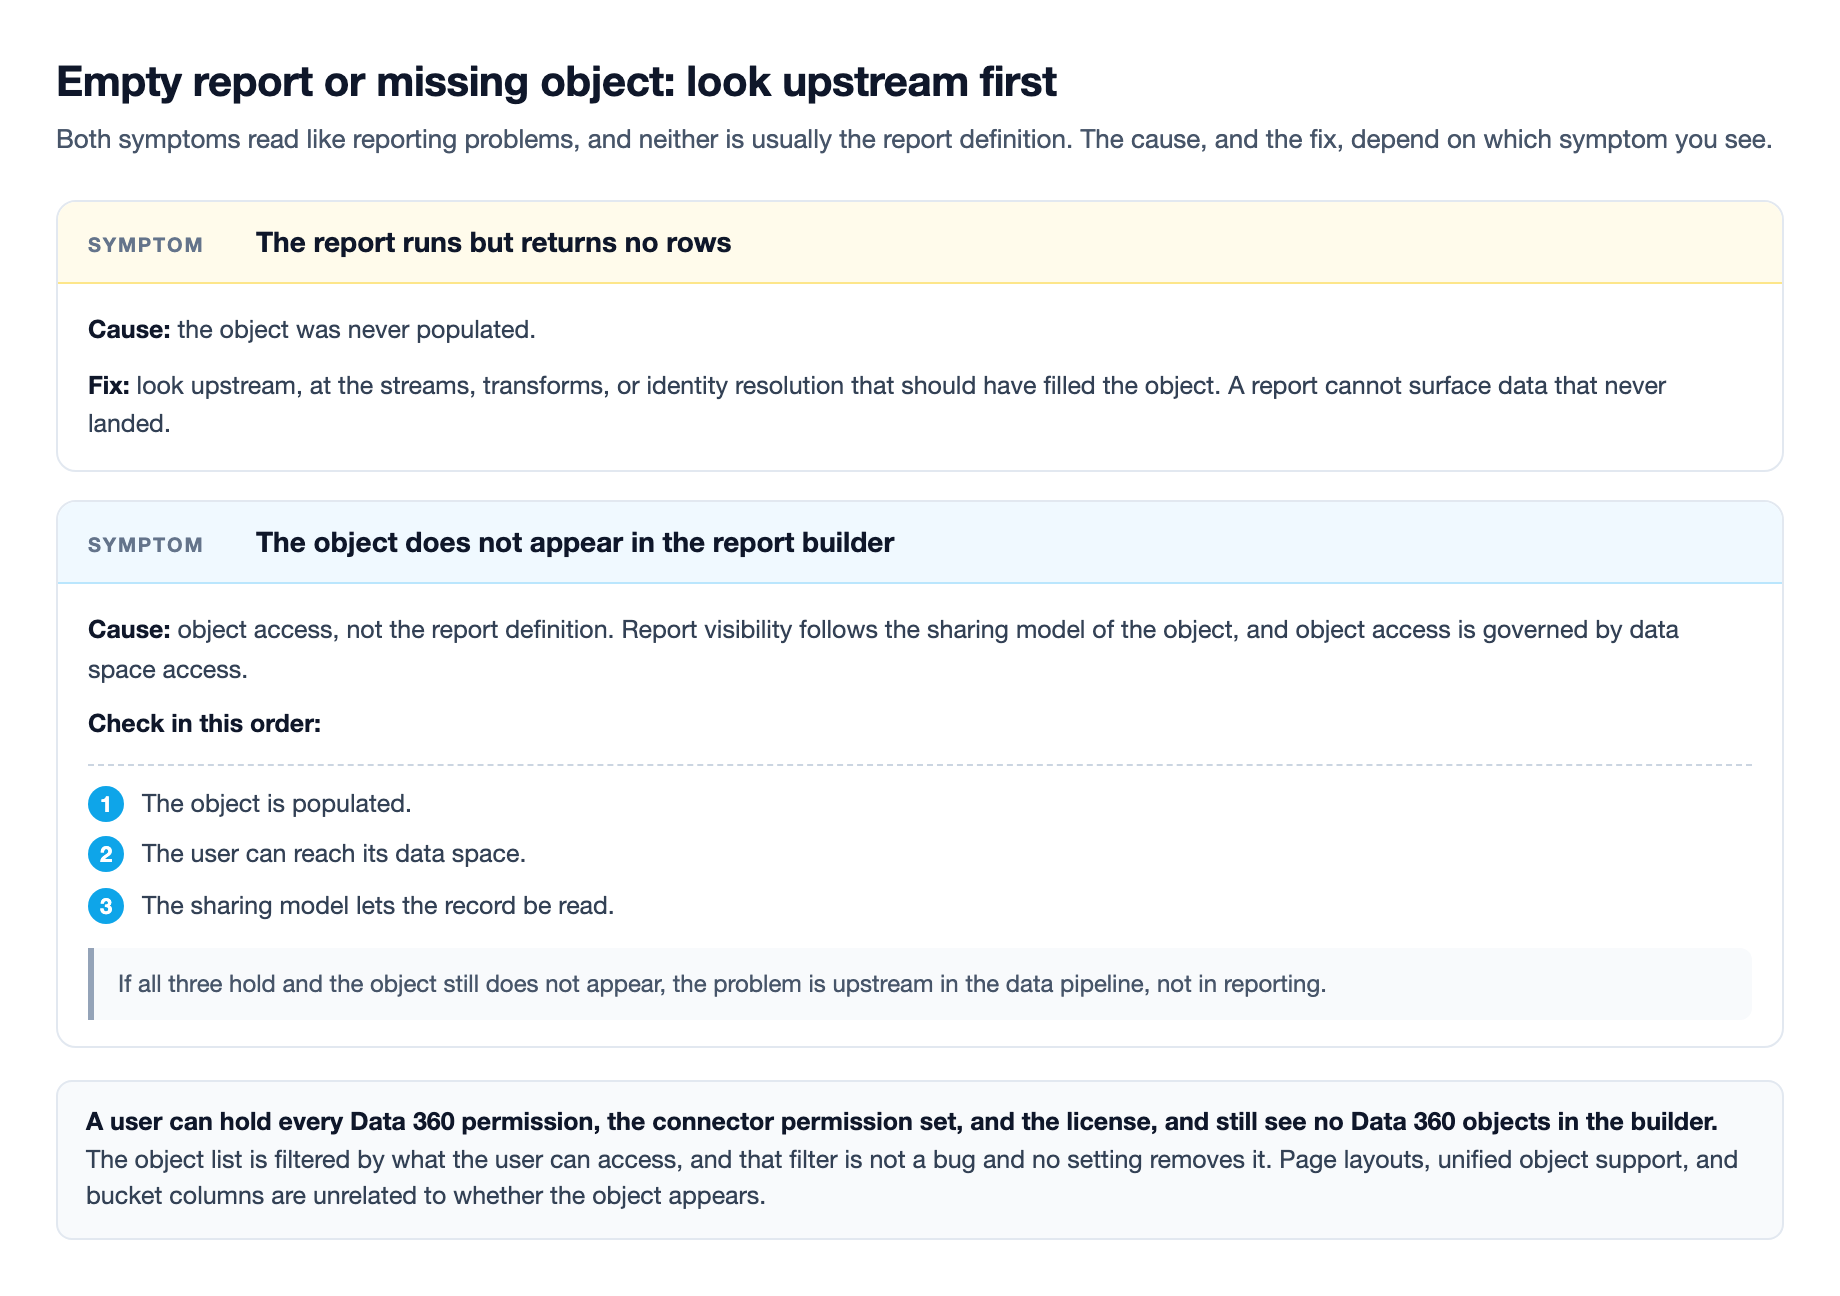 Empty report or missing object: look upstream first
Both symptoms read like reporting problems, and neither is usually the report definition. The cause, and the fix, depend on which symptom you see.
SYMPTOM The report runs but returns no rows
Cause: the object was never populated.
Fix: look upstream, at the streams, transforms, or identity resolution that should have filled the object. A report cannot surface data that never
landed.
SYMPTOM The object does not appear in the report builder
Cause: object access, not the report definition. Report visibility follows the sharing model of the object, and object access is governed by data
space access.
Check in this order:
1 The object is populated.
2 The user can reach its data space.
3 The sharing model lets the record be read.
If all three hold and the object still does not appear, the problem is upstream in the data pipeline, not in reporting.
A user can hold every Data 360 permission, the connector permission set, and the license, and still see no Data 360 objects in the builder.
The object list is filtered by what the user can access, and that filter is not a bug and no setting removes it. Page layouts, unified object support, and
bucket columns are unrelated to whether the object appears.